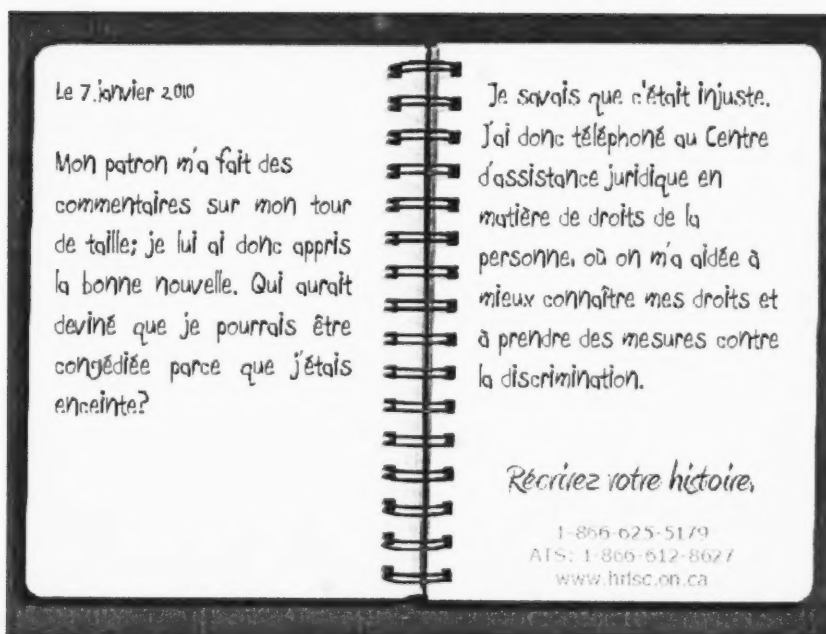 Le 7 janvier 2010
Mon patron m'a fait des
commentaires sur mon tour
de taille; je lui ai donc appris
la bonne nouvelle. Qui aurait
deviné que je pourrais être
congédiée parce que j'étais
enceinte?
Je savais que c'était injuste.
J'ai donc téléphoné au Centre
d'assistance juridique en
matière de droits de la
personne, où on m'a aidée à
mieux connaître mes droits et
à prendre des mesures contre
la discrimination.
Récrivez votre histoire.
1-866-625-5179
ATS: 1-866-612-8627
www.hrlsc.on.ca